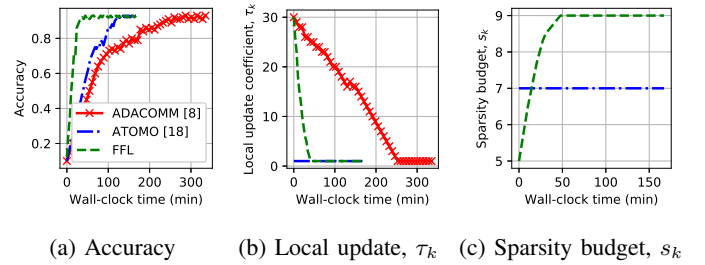 Accuracy
0.8
0.6
0.4
0.2
0
100
200
300
Wall-clock time (min)
ADACOMM [8]
ATOMO [18]
FFL
(a) Accuracy
Local update coefficient, τk
30
25
20
15
10
5
0
0
100
200
300
Wall-clock time (min)
(b) Local update, τk
Sparsity budget, sk
9
8
7
6
5
0
50
100
150
Wall-clock time (min)
(c) Sparsity budget, sk